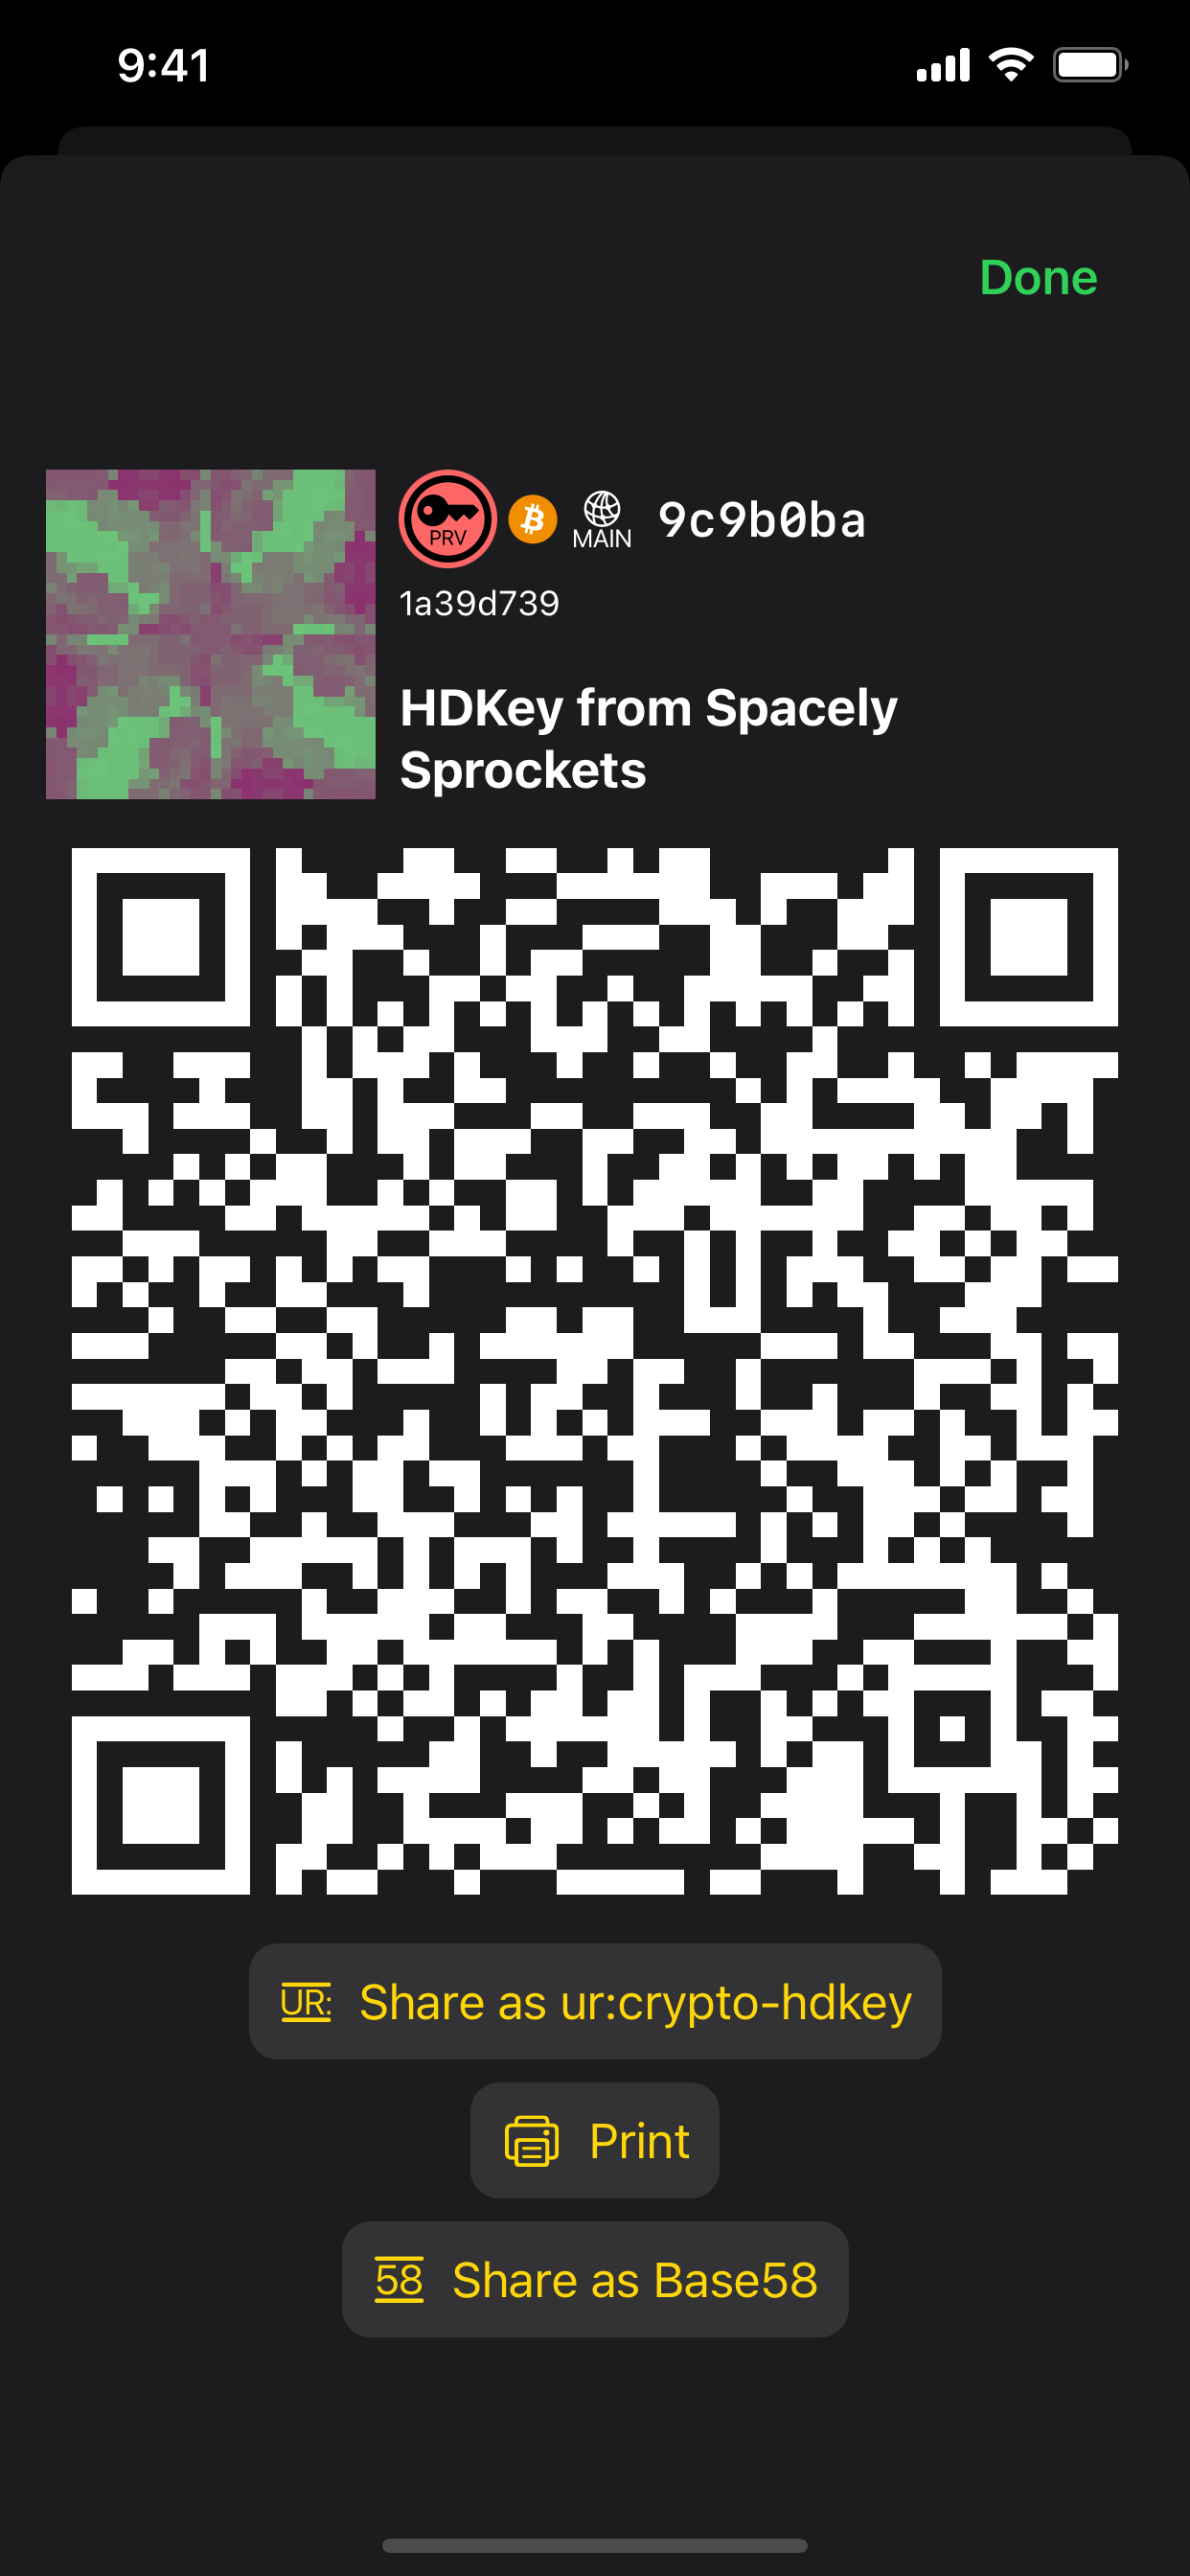 9:41
Done
PRV MAIN 9c9b0ba
1a39d739
HDKey from Spacely
Sprockets
UR: Share as ur:crypto-hdkey
Print
58 Share as Base58